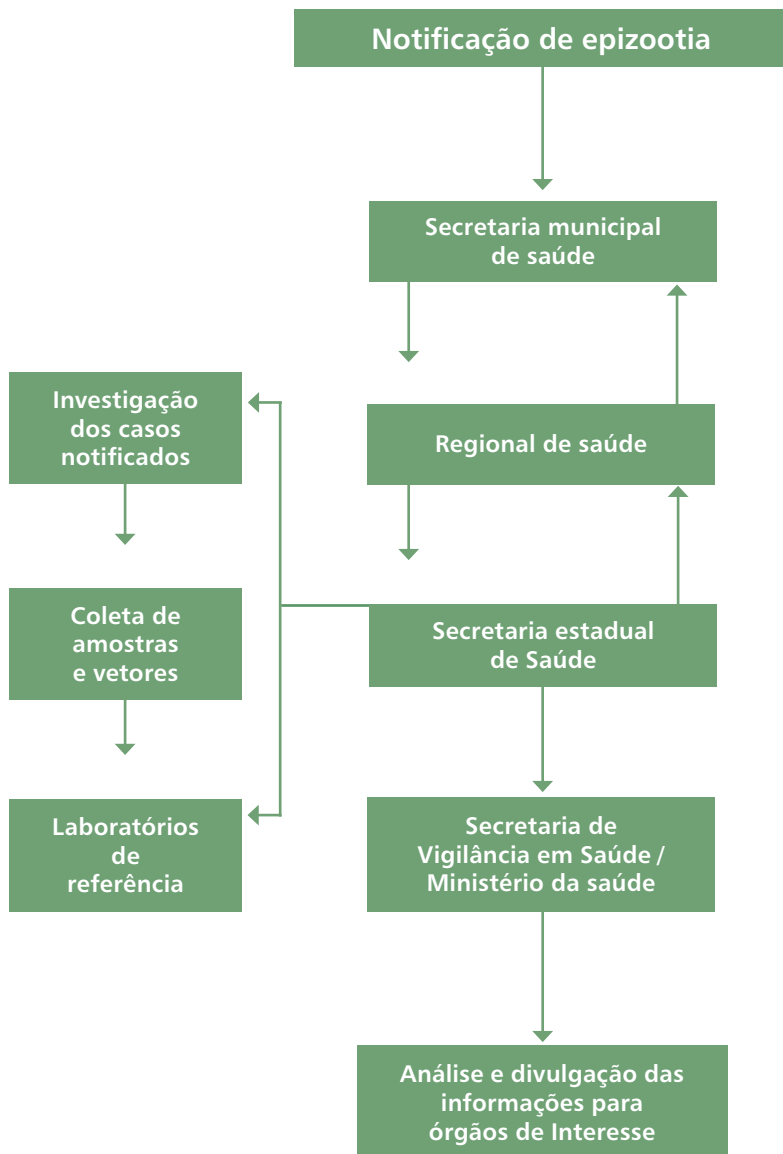 Notificação de epizootia
Secretaria municipal
de saúde
Investigação
dos casos
notificados
Regional de saúde
Coleta de
amostras
e vetores
Secretaria estadual
de Saúde
Laboratórios
de
referência
Secretaria de
Vigilância em Saúde /
Ministério da saúde
Análise e divulgação das
informações para
órgãos de Interesse